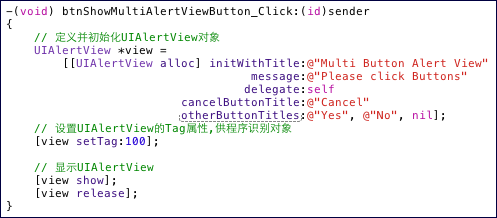 -(void) btnShowMultiAlertViewButton_Click:(id)sender
{
// 定义并初始化UIAlertView对象
UIAlertView *view =
[[UIAlertView alloc] initWithTitle:@"Multi Button Alert View"
message:@"Please click Buttons"
delegate:self
cancelButtonTitle:@"Cancel"
otherButtonTitles:@"Yes", @"No", nil];
// 设置UIAlertView的Tag属性,供程序识别对象
[view setTag:100];
// 显示UIAlertView
[view show];
[view release];
}